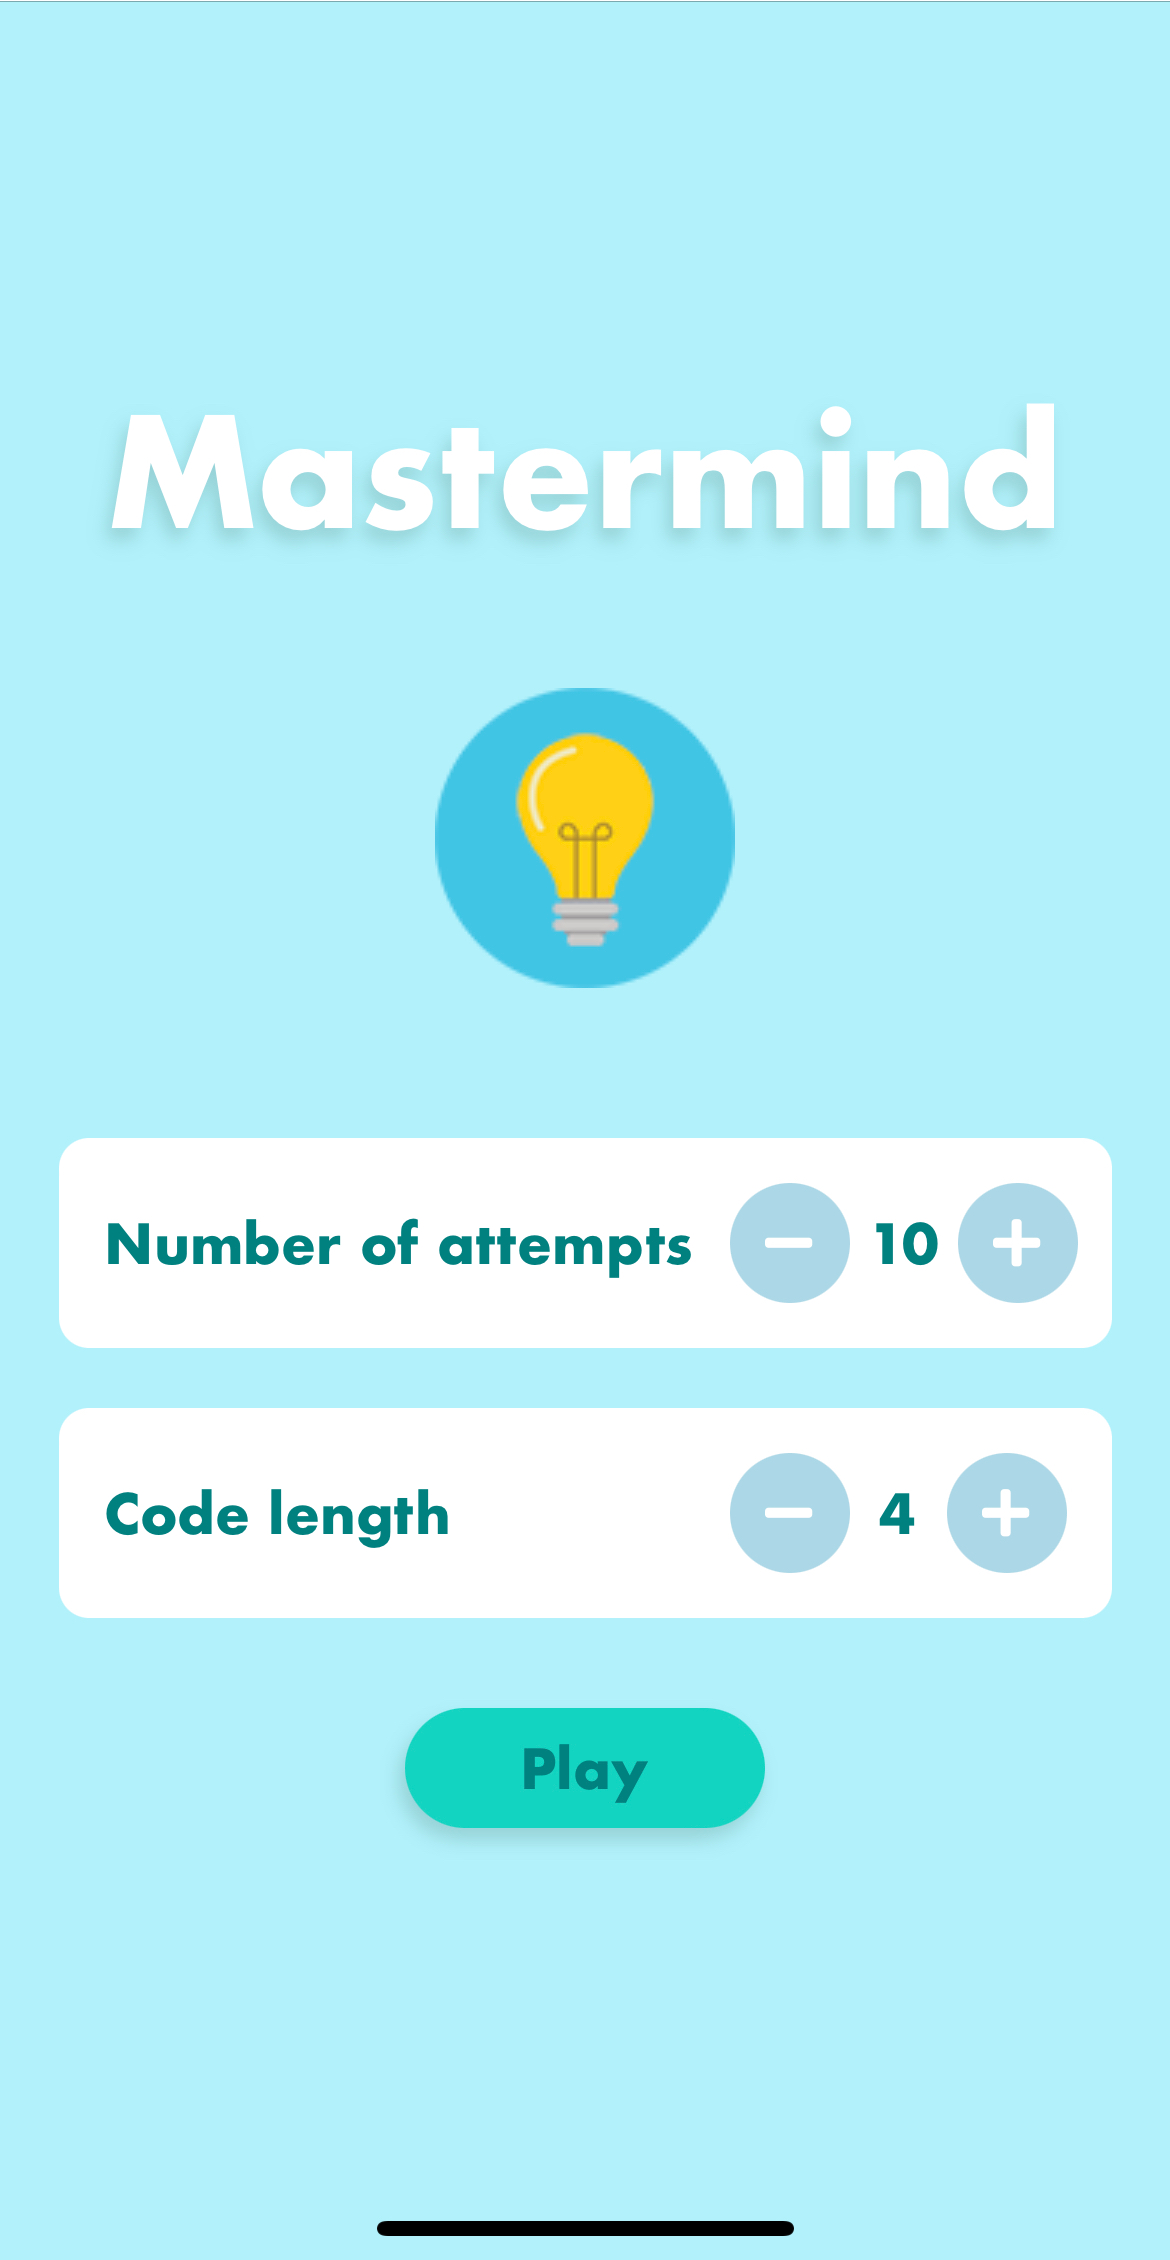 Mastermind
Number of attempts − 10 +
Code length − 4 +
Play